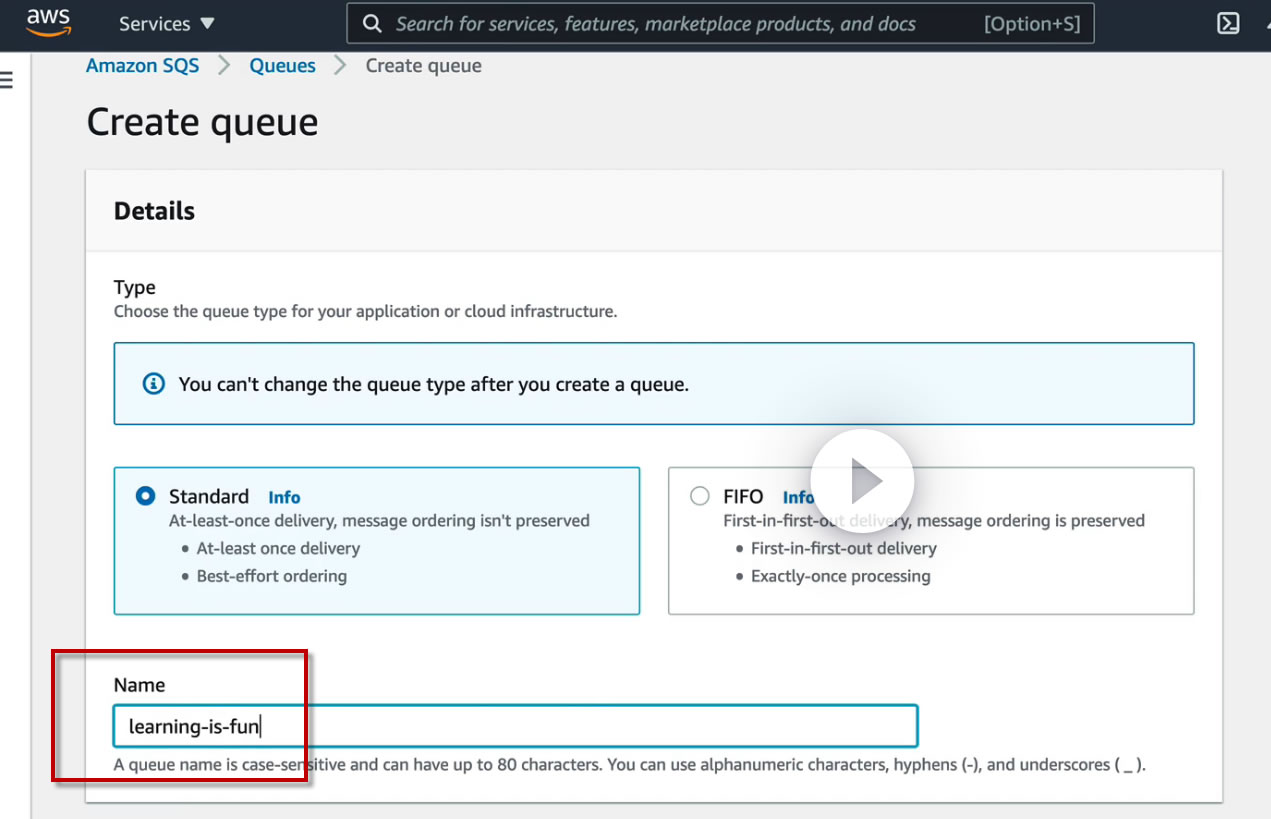 aws
Services
Search for services, features, marketplace products, and docs [Option+S]
Amazon SQS > Queues > Create queue
Create queue
Details
Type
Choose the queue type for your application or cloud infrastructure.
You can't change the queue type after you create a queue.
Standard Info
At-least-once delivery, message ordering isn't preserved
• At-least once delivery
• Best-effort ordering
FIFO Info
First-in-first-out delivery, message ordering is preserved
• First-in-first-out delivery
• Exactly-once processing
Name
learning-is-fun
A queue name is case-sensitive and can have up to 80 characters. You can use alphanumeric characters, hyphens (-), and underscores ( _ ).